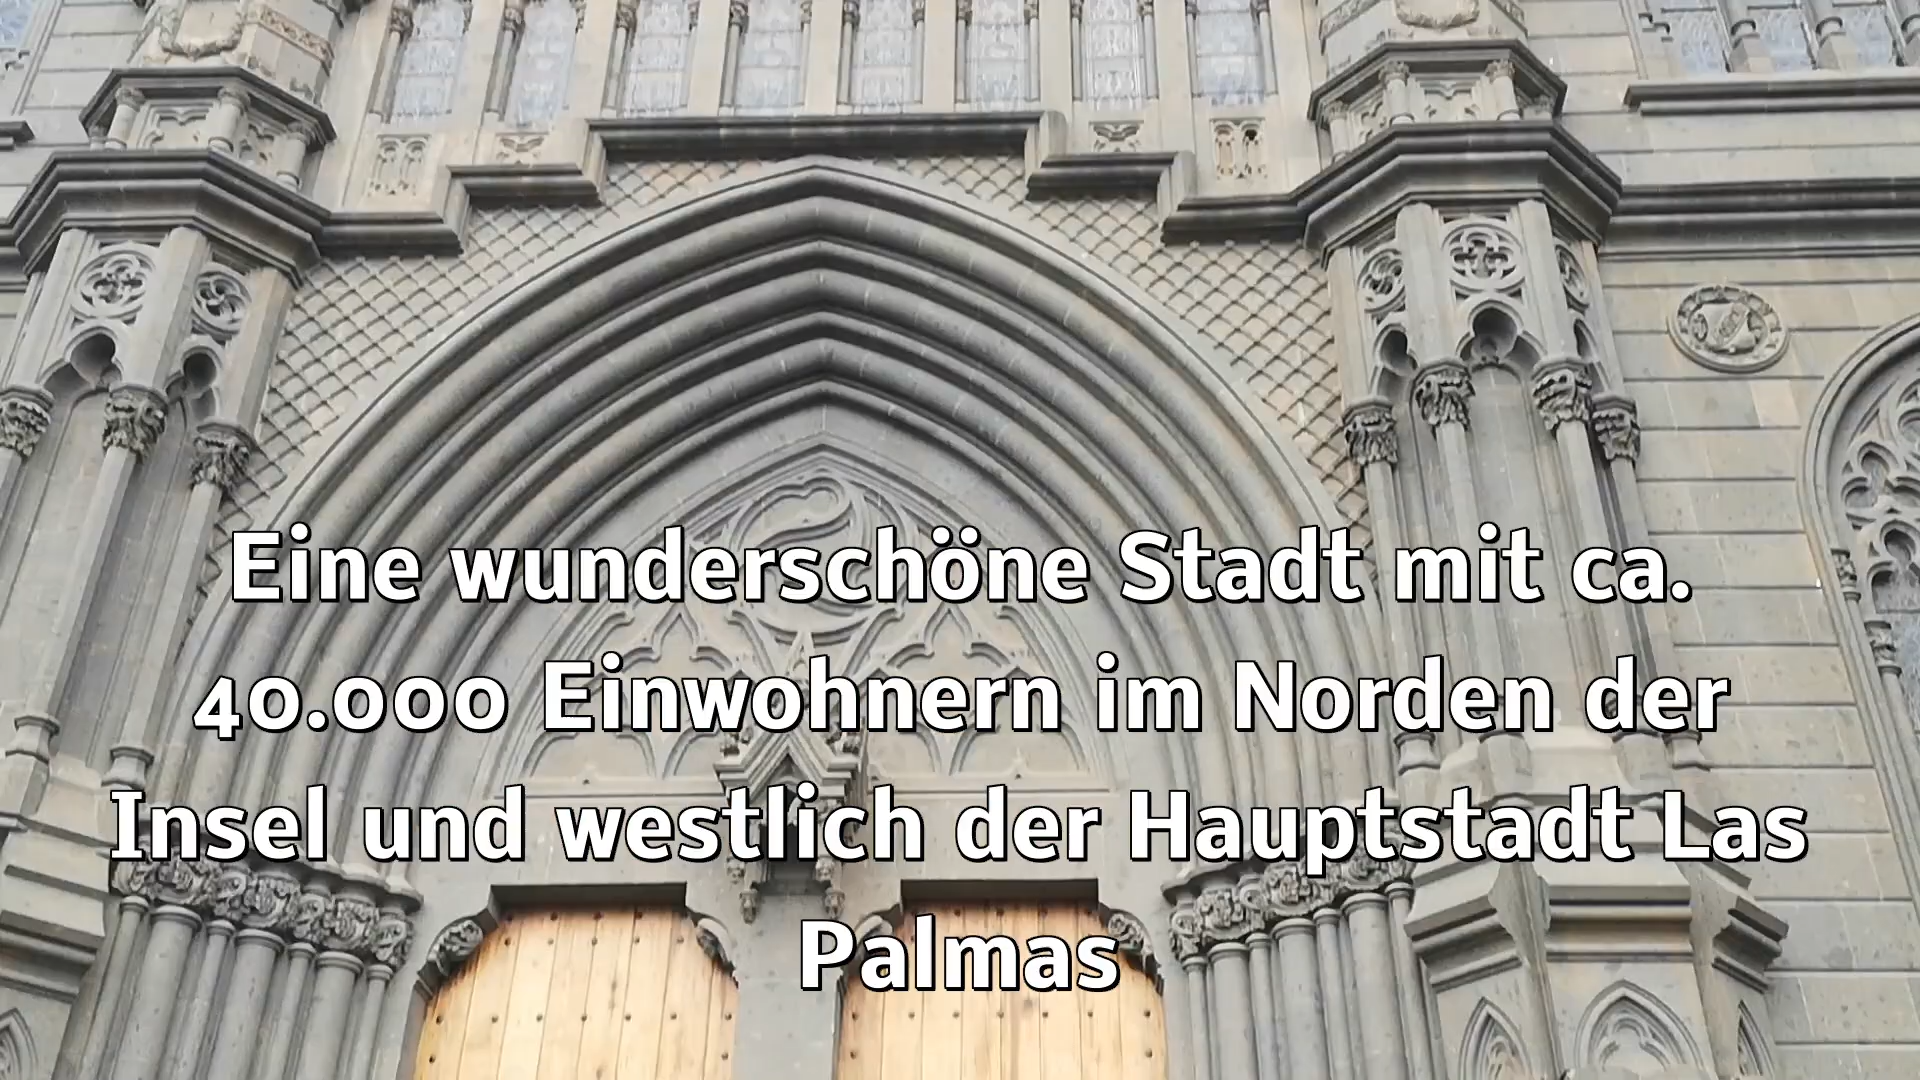 Eine wunderschöne Stadt mit ca.
40.000 Einwohnern im Norden der
Insel und westlich der Hauptstadt Las
Palmas